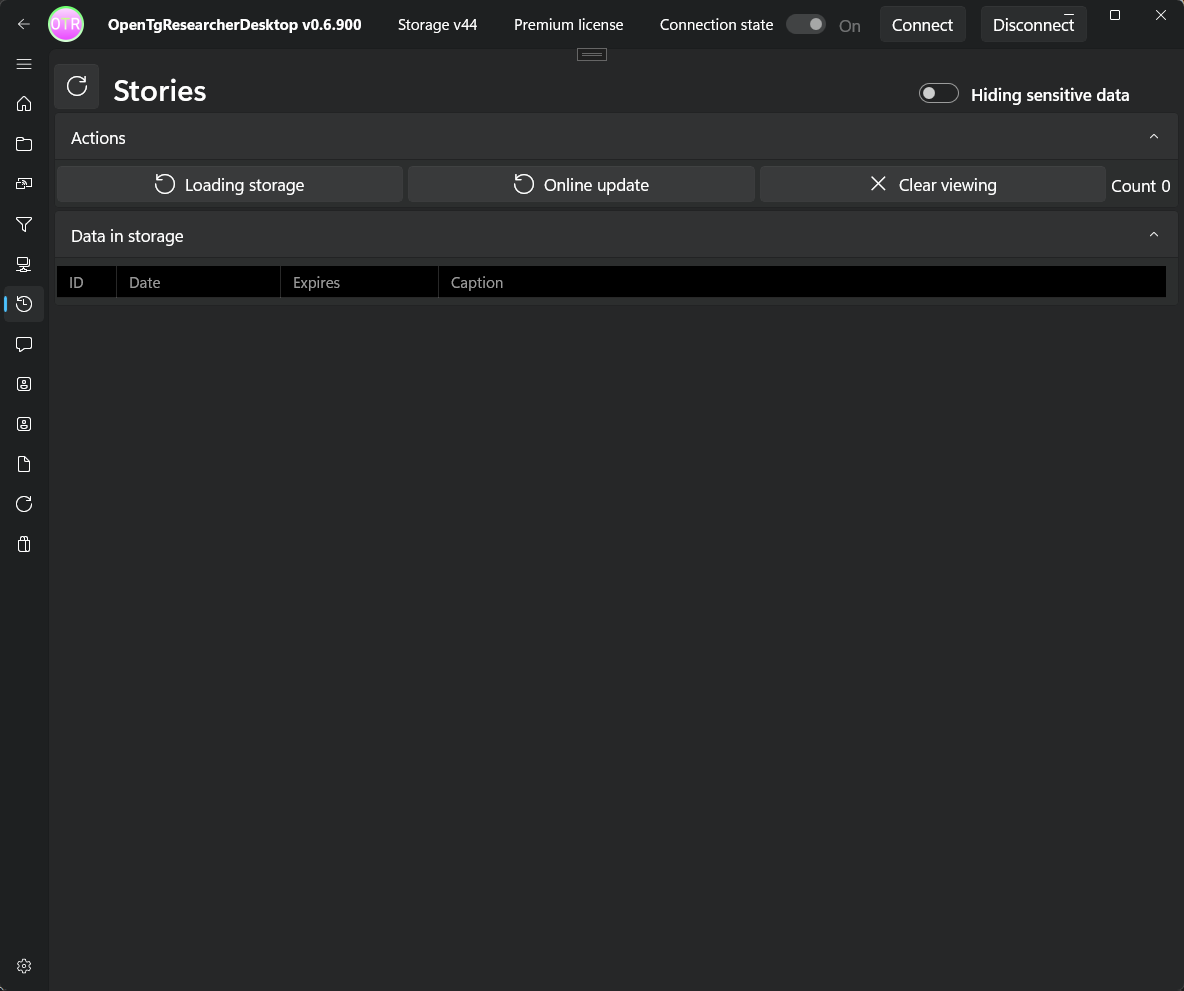 OTR OpenTgResearcherDesktop v0.6.900 Storage v44 Premium license Connection state On Connect Disconnect
Stories Hiding sensitive data
Actions
Loading storage Online update Clear viewing Count 0
Data in storage
ID Date Expires Caption